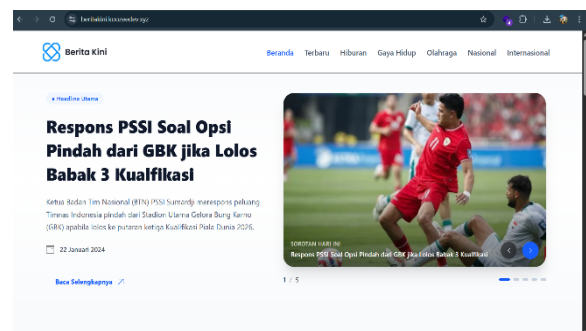 beritakini.kuuxeedev.xyz
Berita Kini
Beranda Terbaru Hiburan Gaya Hidup Olahraga Nasional Internasional
Headline Utama
Respons PSSI Soal Opsi
Pindah dari GBK jika Lolos
Babak 3 Kualfikasi
Ketua Badan Tim Nasional (BTN) PSSI Sumardji merespons peluang
Timnas Indonesia pindah dari Stadion Utama Gelora Bung Karno
(GBK) apabila lolos ke putaran ketiga Kualifikasi Piala Dunia 2026.
22 Januari 2024
Baca Selengkapnya
SOROTAN HARI INI
Respons PSSI Soal Opsi Pindah dari GBK jika Lolos Babak 3 Kualifikasi
1 / 5